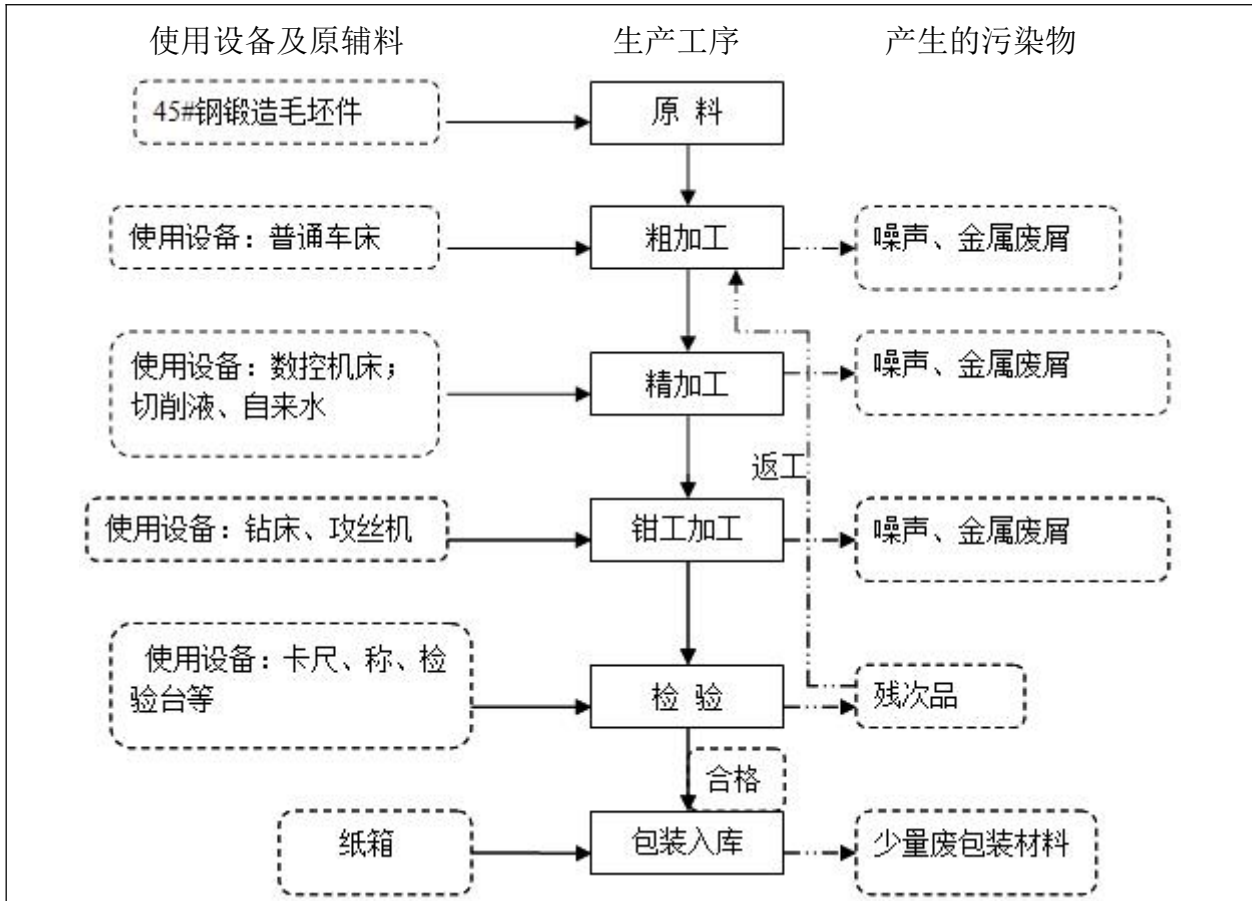 使用设备及原辅料
生产工序
产生的污染物
45#钢锻造毛坯件
原 料
使用设备：普通车床
粗加工
噪声、金属废屑
使用设备：数控机床；
切削液、自来水
精加工
噪声、金属废屑
返工
使用设备：钻床、攻丝机
钳工加工
噪声、金属废屑
使用设备：卡尺、称、检
验台等
检 验
残次品
合格
纸箱
包装入库
少量废包装材料